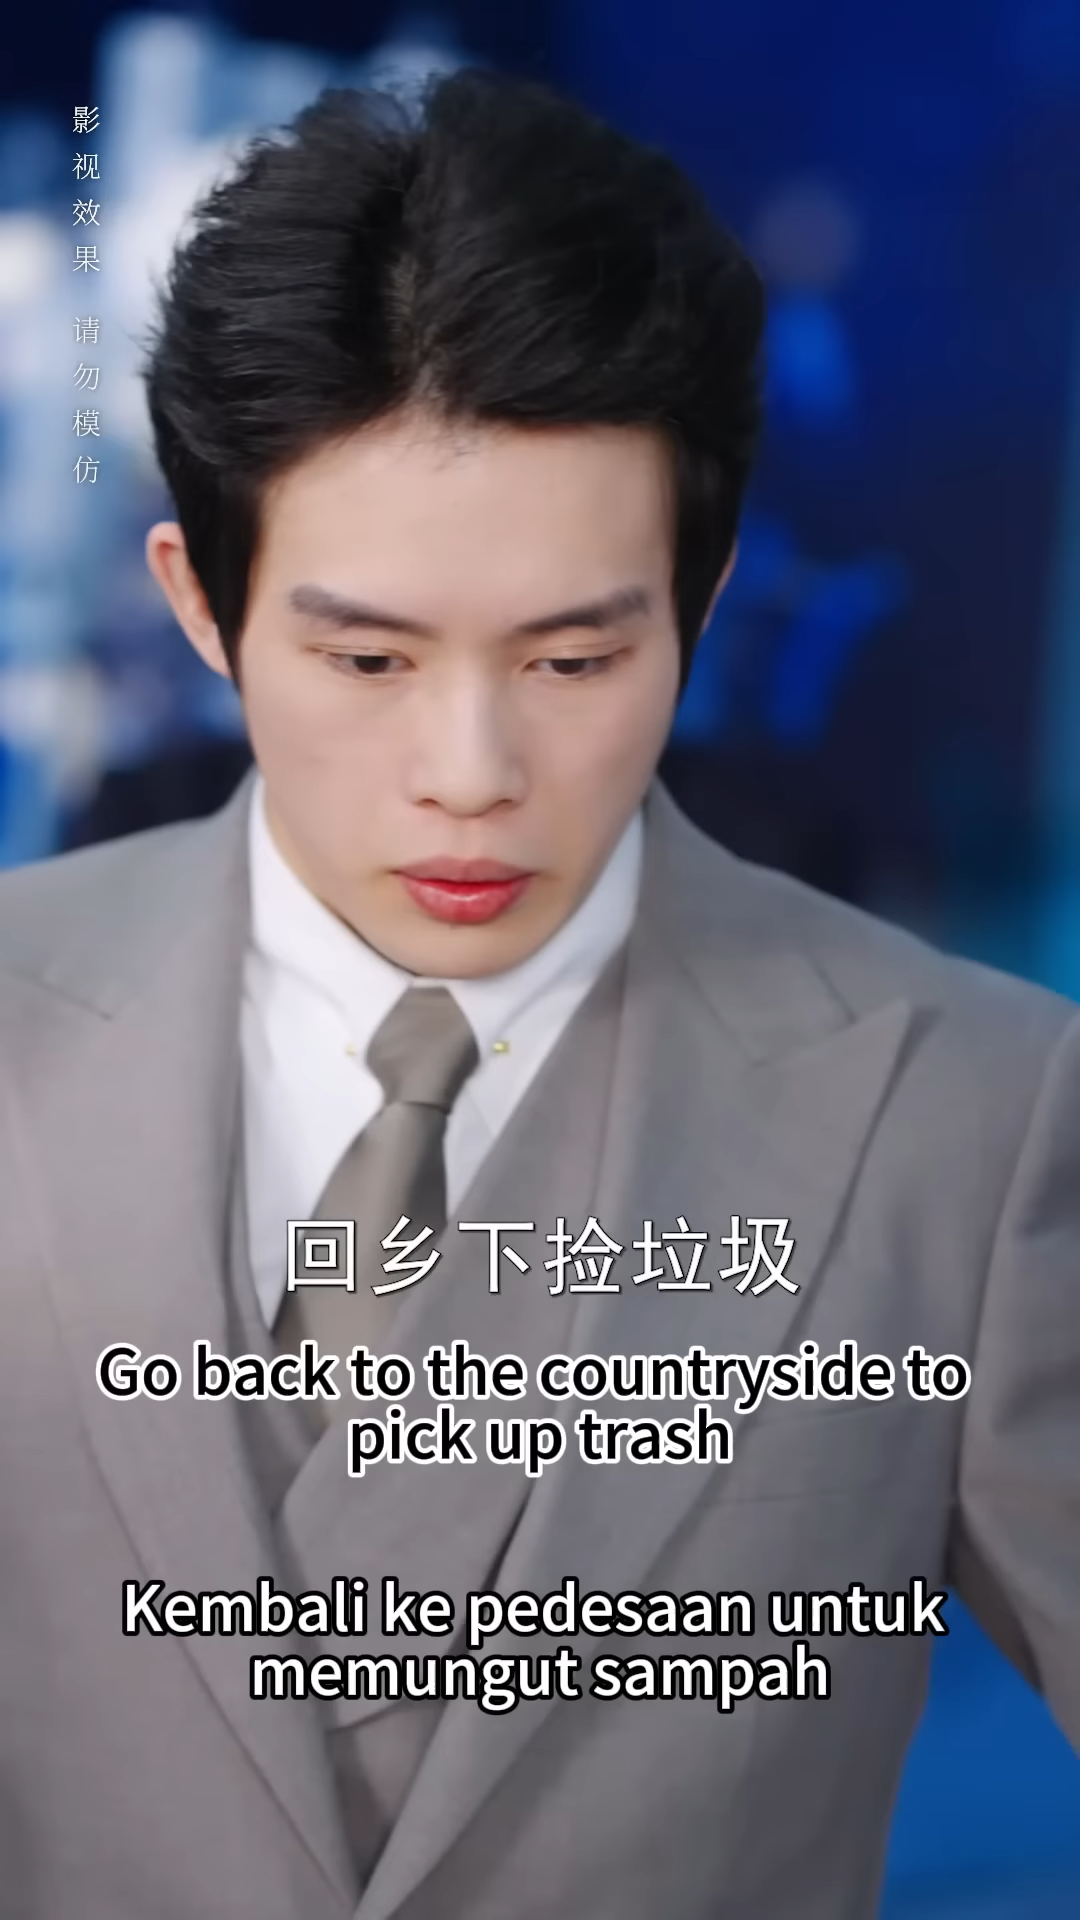 影视效果 请勿模仿
回乡下捡垃圾
Go back to the countryside to
pick up trash
Kembali ke pedesaan untuk
memungut sampah